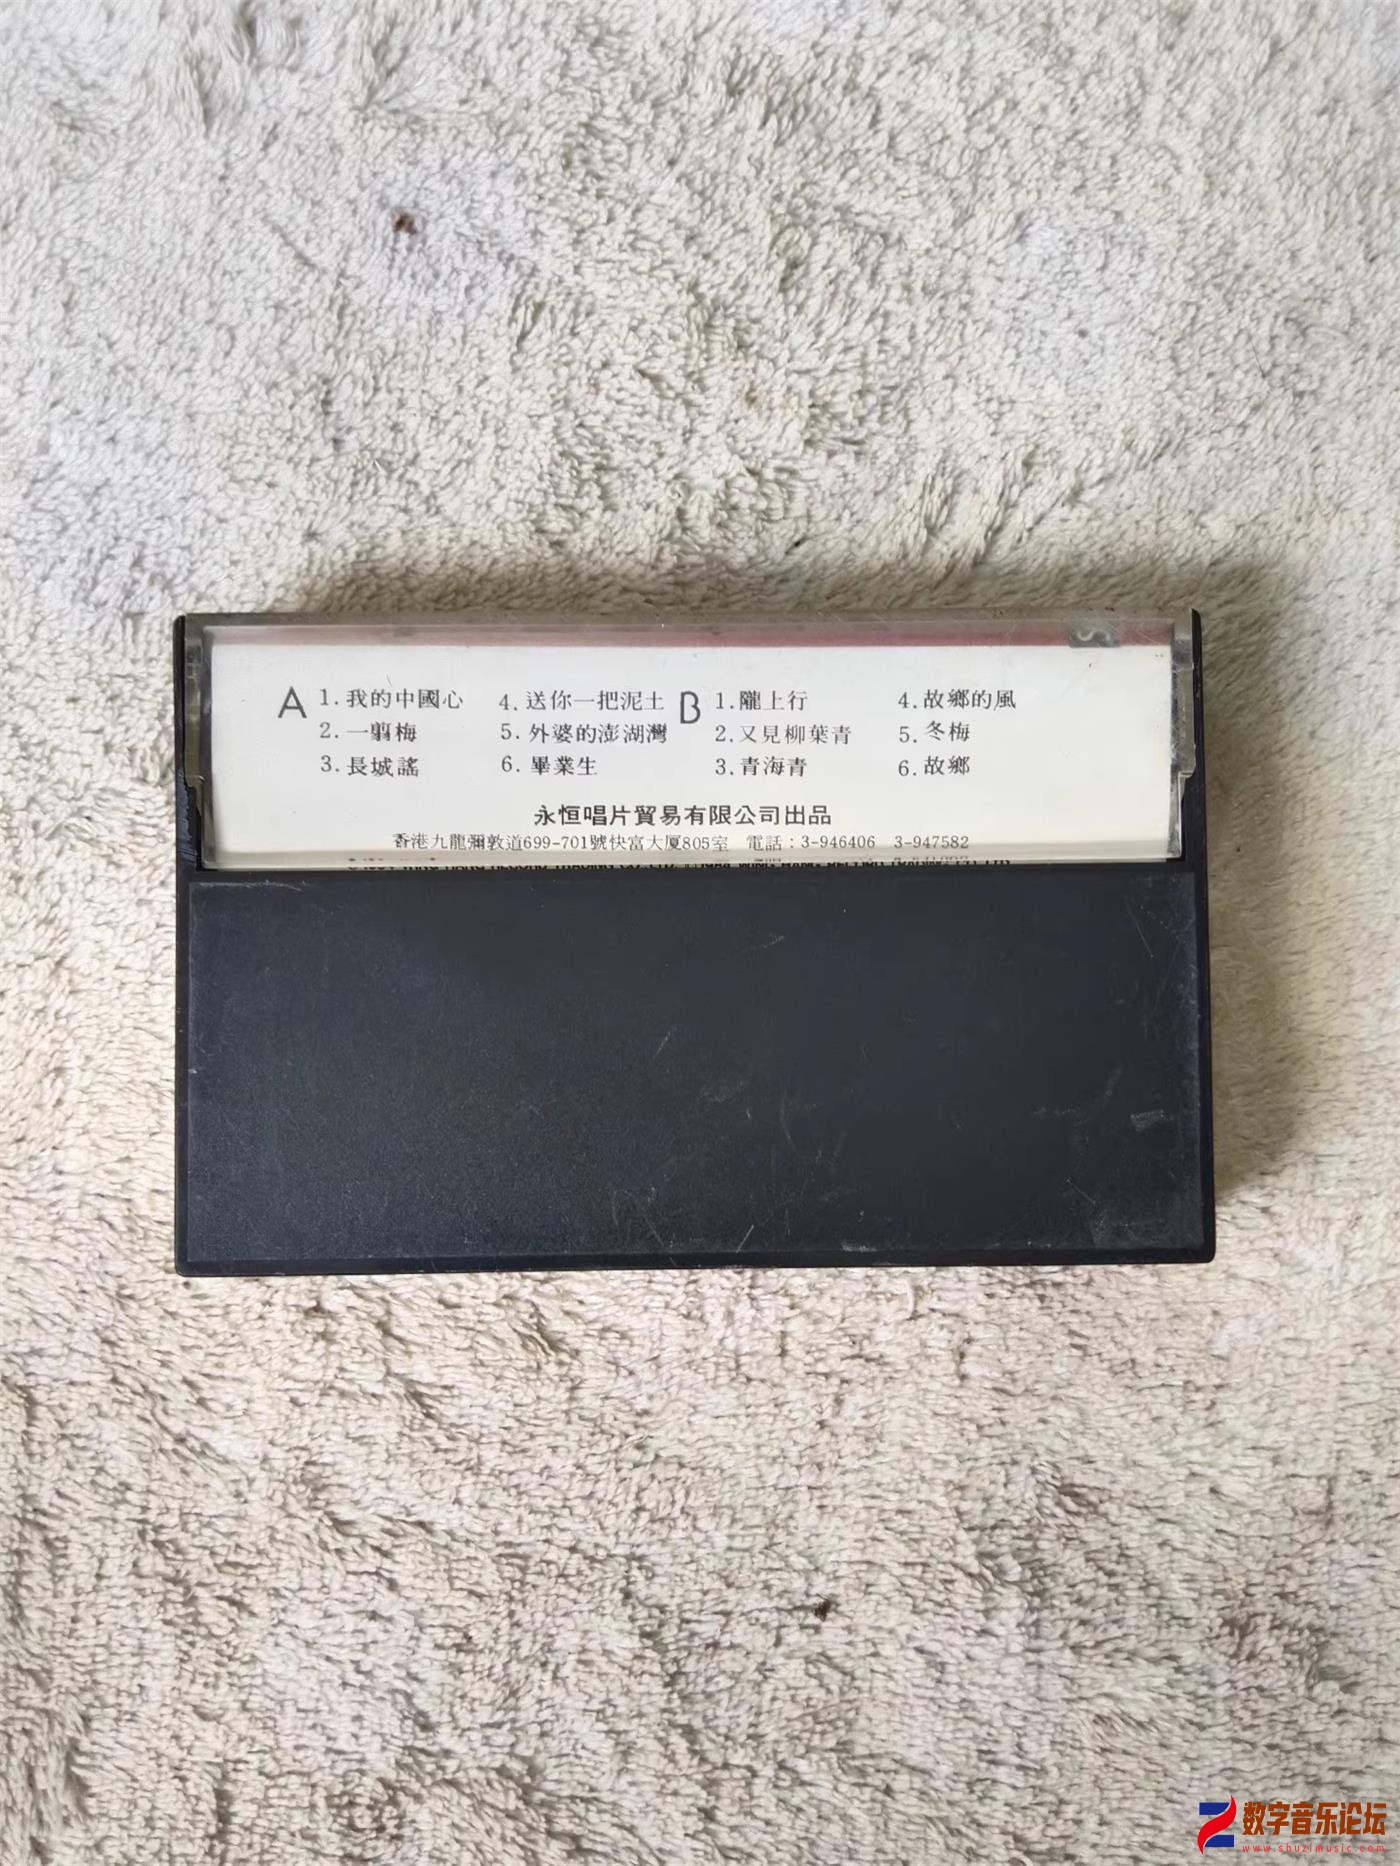 A 1.我的中國心 4.送你一把泥土 B 1.隴上行 4.故鄉的風
2.一翦梅 5.外婆的澎湖灣 2.又見柳葉青 5.冬梅
3.長城謠 6.畢業生 3.青海青 6.故鄉
永恒唱片貿易有限公司出品
香港九龍彌敦道699-701號快富大厦805室 電話:3-946406 3-947582
数字音乐论坛
www.shuzimusic.com